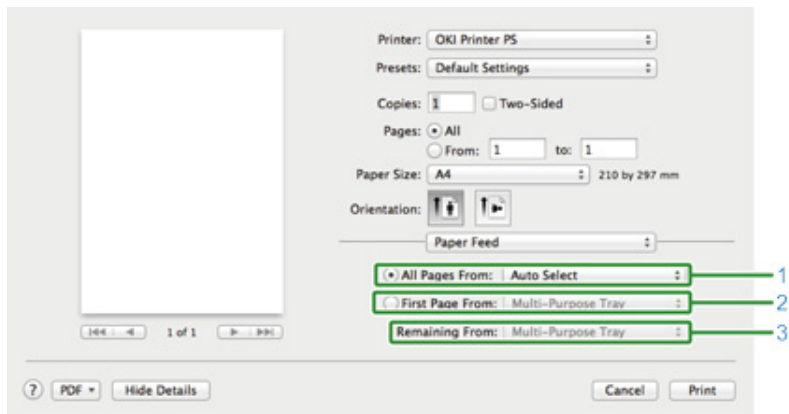 Printer: OKI Printer PS
Presets: Default Settings
Copies: 1 Two-Sided
Pages: All
From: 1 to: 1
Paper Size: A4 210 by 297 mm
Orientation:
Paper Feed
All Pages From: Auto Select 1
First Page From: Multi-Purpose Tray 2
Remaining From: Multi-Purpose Tray 3
1 of 1
? PDF Hide Details Cancel Print